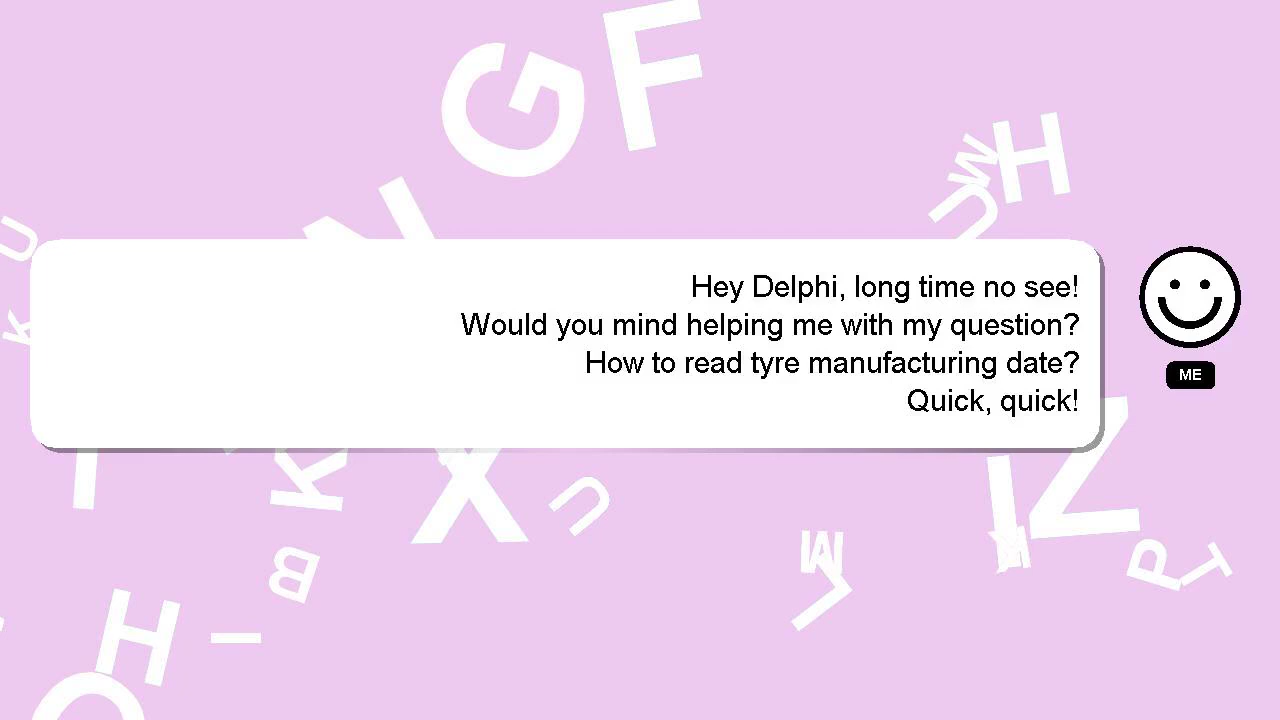 Hey Delphi, long time no see!
Would you mind helping me with my question?
How to read tyre manufacturing date?
Quick, quick!
ME
G
F
N
H
W
U
U
K
I
K
X
U
Z
I
M
L
K
P
T
B
H
I
O